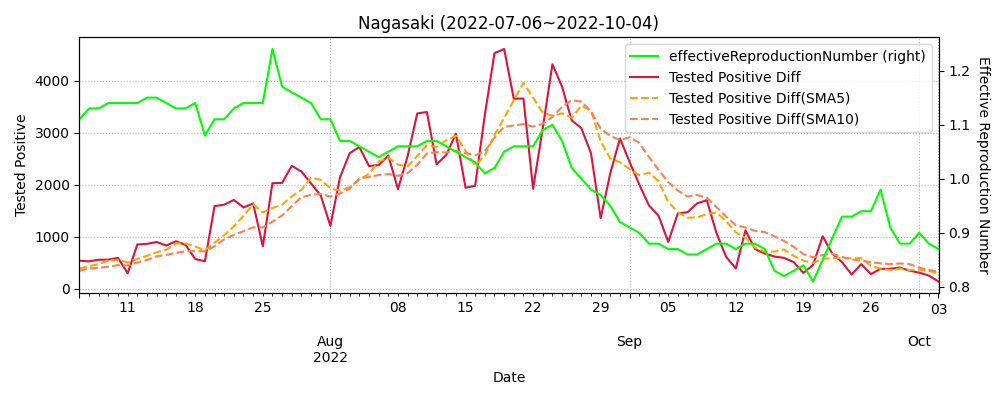 Nagasaki (2022-07-06~2022-10-04)
effectiveReproductionNumber (right)
Tested Positive Diff
Tested Positive Diff(SMA5)
Tested Positive Diff(SMA10)
Tested Positive
4000
3000
2000
1000
0
Effective Reproduction Number
1.2
1.1
1.0
0.9
0.8
11 18 25 08 15 22 29 05 12 19 26 03
Aug Sep Oct
2022
Date